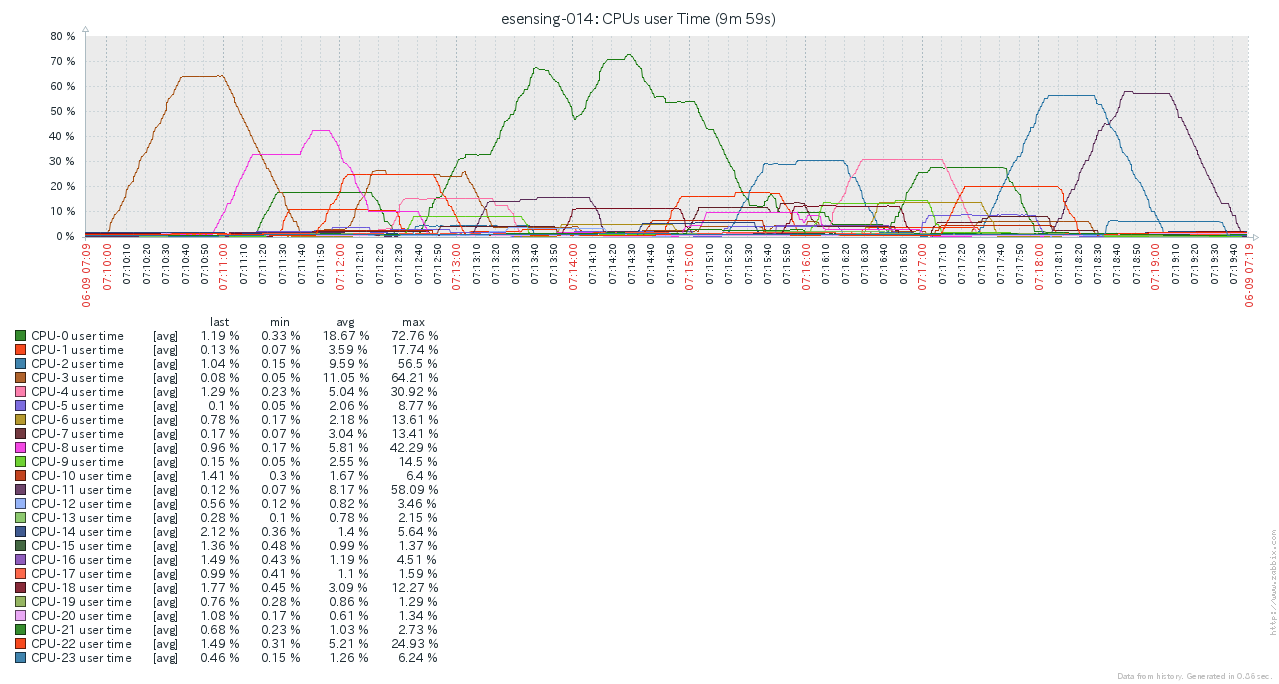 esensing-014: CPUs user Time (9m 59s)
80 %
70 %
60 %
50 %
40 %
30 %
20 %
10 %
0 %
06-09 07:09
07:10:00
07:10:10
07:10:20
07:10:30
07:10:40
07:10:50
07:11:00
07:11:10
07:11:20
07:11:30
07:11:40
07:11:50
07:12:00
07:12:10
07:12:20
07:12:30
07:12:40
07:12:50
07:13:00
07:13:10
07:13:20
07:13:30
07:13:40
07:13:50
07:14:00
07:14:10
07:14:20
07:14:30
07:14:40
07:14:50
07:15:00
07:15:10
07:15:20
07:15:30
07:15:40
07:15:50
07:16:00
07:16:10
07:16:20
07:16:30
07:16:40
07:16:50
07:17:00
07:17:10
07:17:20
07:17:30
07:17:40
07:17:50
07:18:00
07:18:10
07:18:20
07:18:30
07:18:40
07:18:50
07:19:00
07:19:10
07:19:20
07:19:30
07:19:40
06-09 07:19
last min avg max
CPU-0 user time [avg] 1.19 % 0.33 % 18.67 % 72.76 %
CPU-1 user time [avg] 0.13 % 0.07 % 3.59 % 17.74 %
CPU-2 user time [avg] 1.04 % 0.15 % 9.59 % 56.5 %
CPU-3 user time [avg] 0.08 % 0.05 % 11.05 % 64.21 %
CPU-4 user time [avg] 1.29 % 0.23 % 5.04 % 30.92 %
CPU-5 user time [avg] 0.1 % 0.05 % 2.06 % 8.77 %
CPU-6 user time [avg] 0.78 % 0.17 % 2.18 % 13.61 %
CPU-7 user time [avg] 0.17 % 0.07 % 3.04 % 13.41 %
CPU-8 user time [avg] 0.96 % 0.17 % 5.81 % 42.29 %
CPU-9 user time [avg] 0.15 % 0.05 % 2.55 % 14.5 %
CPU-10 user time [avg] 1.41 % 0.3 % 1.67 % 6.4 %
CPU-11 user time [avg] 0.12 % 0.07 % 8.17 % 58.09 %
CPU-12 user time [avg] 0.56 % 0.12 % 0.82 % 3.46 %
CPU-13 user time [avg] 0.28 % 0.1 % 0.78 % 2.15 %
CPU-14 user time [avg] 2.12 % 0.36 % 1.4 % 5.64 %
CPU-15 user time [avg] 1.36 % 0.48 % 0.99 % 1.37 %
CPU-16 user time [avg] 1.49 % 0.43 % 1.19 % 4.51 %
CPU-17 user time [avg] 0.99 % 0.41 % 1.1 % 1.59 %
CPU-18 user time [avg] 1.77 % 0.45 % 3.09 % 12.27 %
CPU-19 user time [avg] 0.76 % 0.28 % 0.86 % 1.29 %
CPU-20 user time [avg] 1.08 % 0.17 % 0.61 % 1.34 %
CPU-21 user time [avg] 0.68 % 0.23 % 1.03 % 2.73 %
CPU-22 user time [avg] 1.49 % 0.31 % 5.21 % 24.93 %
CPU-23 user time [avg] 0.46 % 0.15 % 1.26 % 6.24 %
http://www.zabbix.com
Data from history. Generated in 0.86 sec.